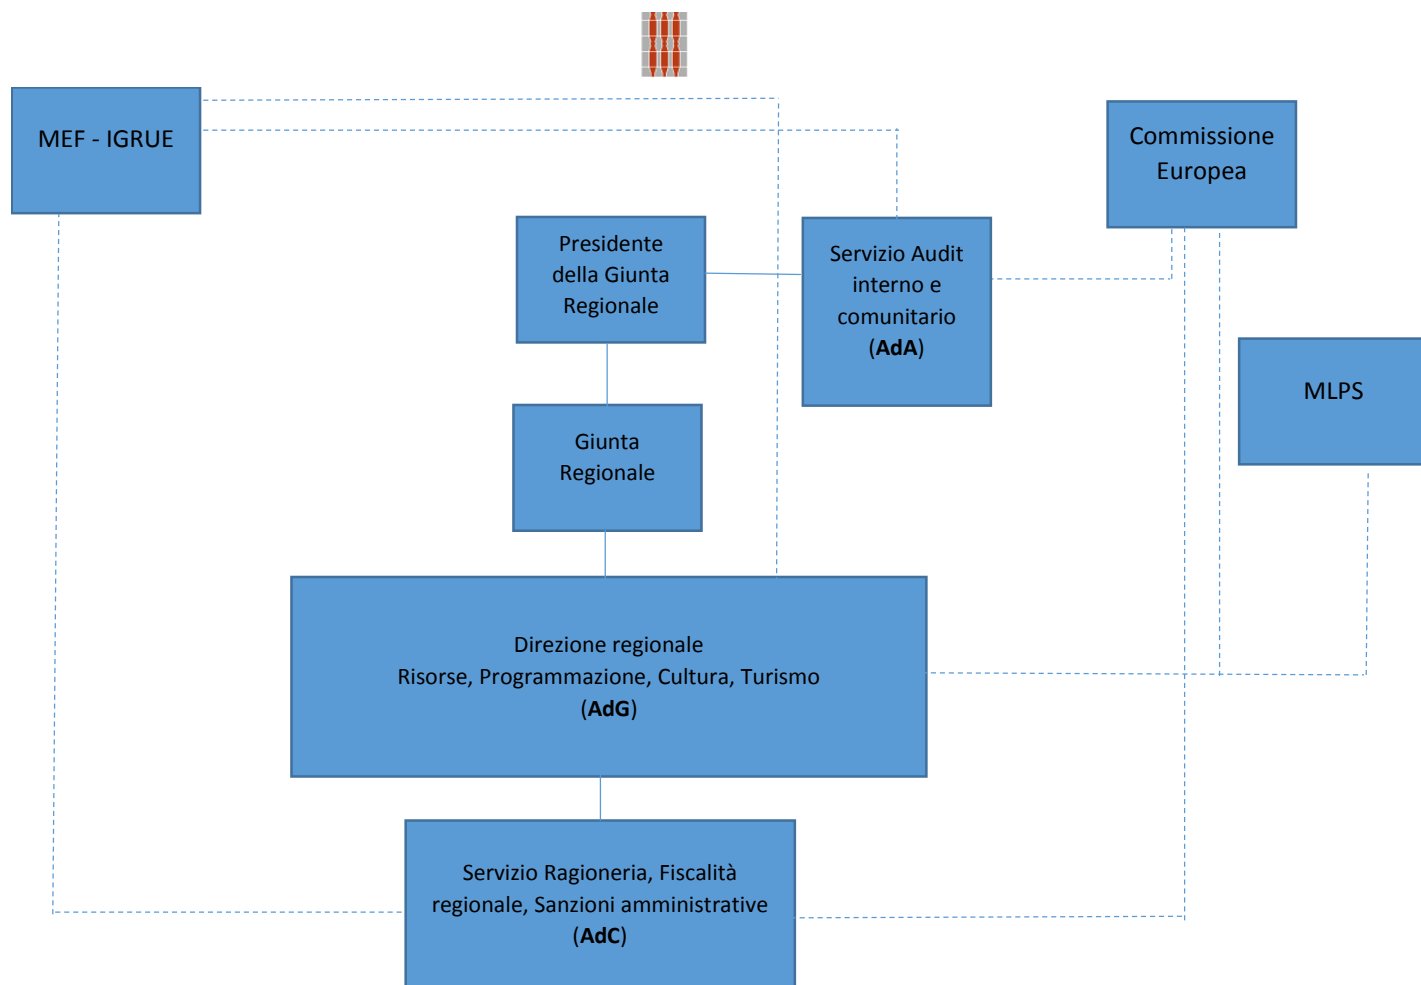 MEF - IGRUE
Commissione
Europea
Presidente
della Giunta
Regionale
Servizio Audit
interno e
comunitario
(AdA)
MLPS
Giunta
Regionale
Direzione regionale
Risorse, Programmazione, Cultura, Turismo
(AdG)
Servizio Ragioneria, Fiscalità
regionale, Sanzioni amministrative
(AdC)